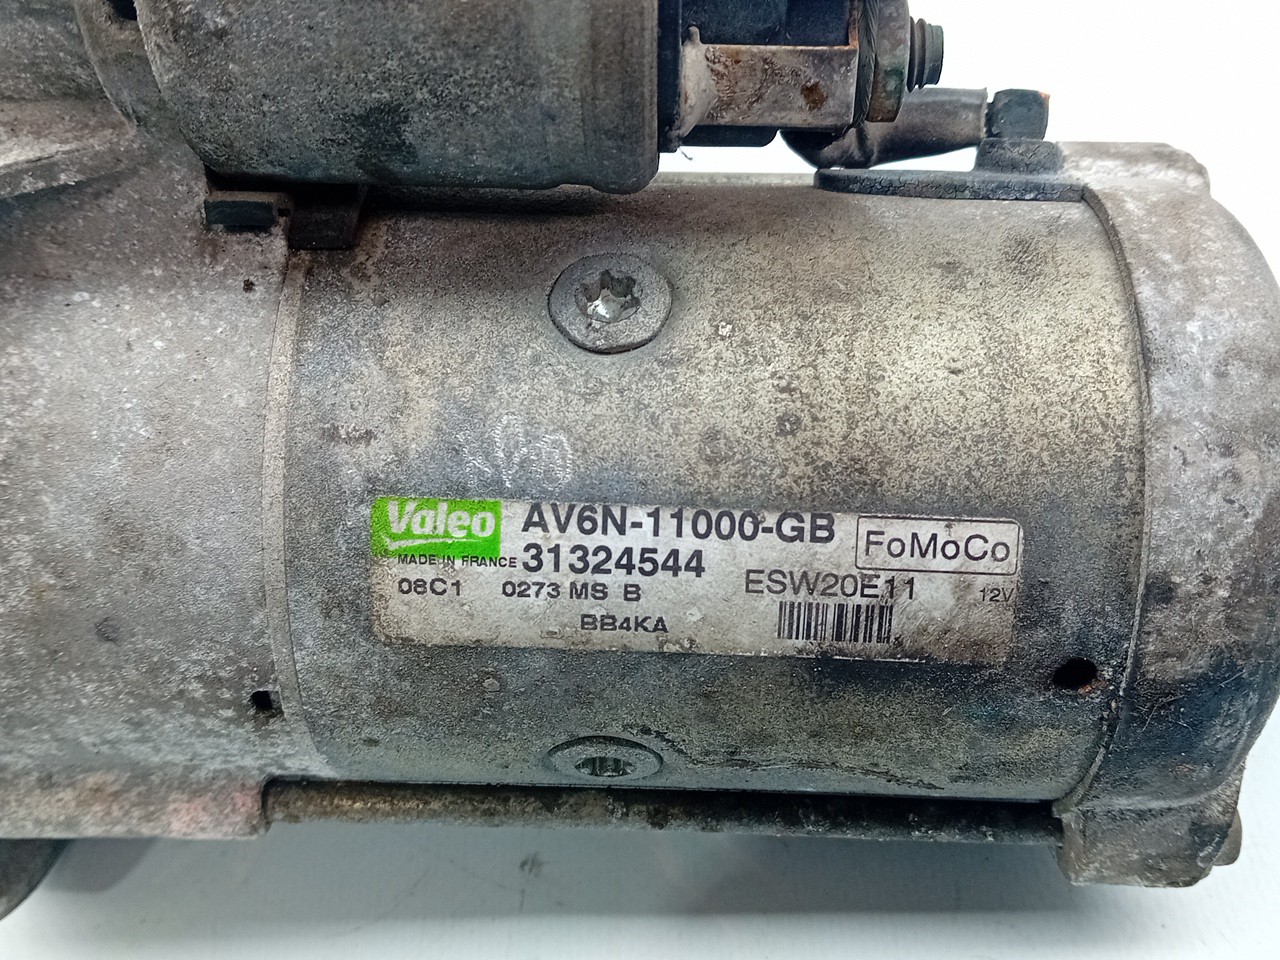 Valeo AV6N-11000-GB FoMoCo
MADE IN FRANCE 31324544
08C1 0273 MS B ESW20E11 12V
BB4KA